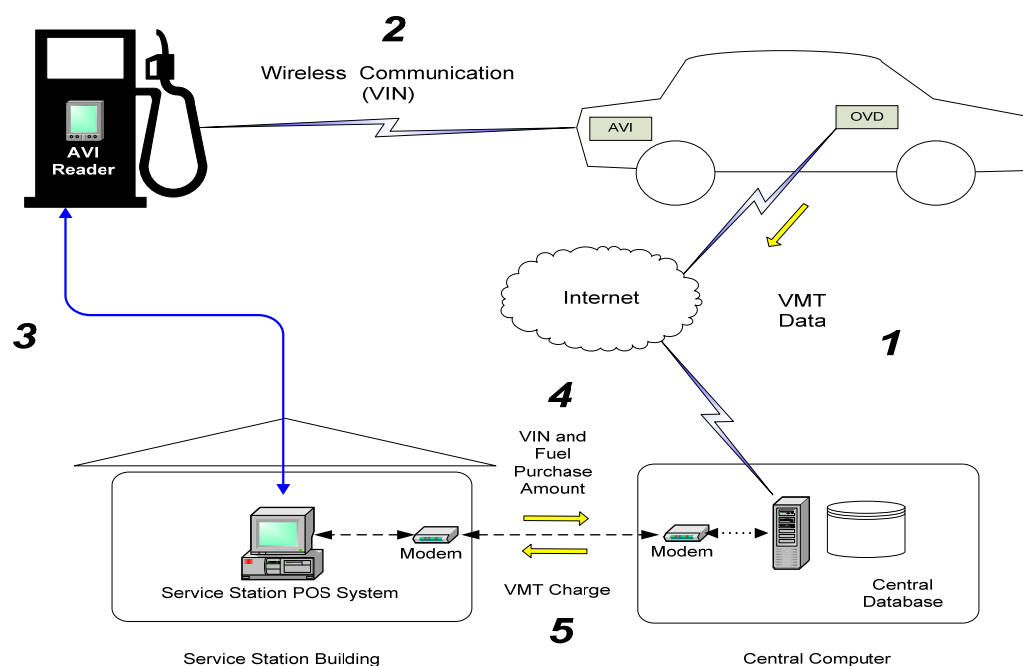 2
Wireless Communication
(VIN)
AVI
Reader
AVI
OVD
Internet
VMT
Data
1
3
4
VIN and
Fuel
Purchase
Amount
Modem
Service Station POS System
VMT Charge
5
Modem
Central
Database
Service Station Building
Central Computer